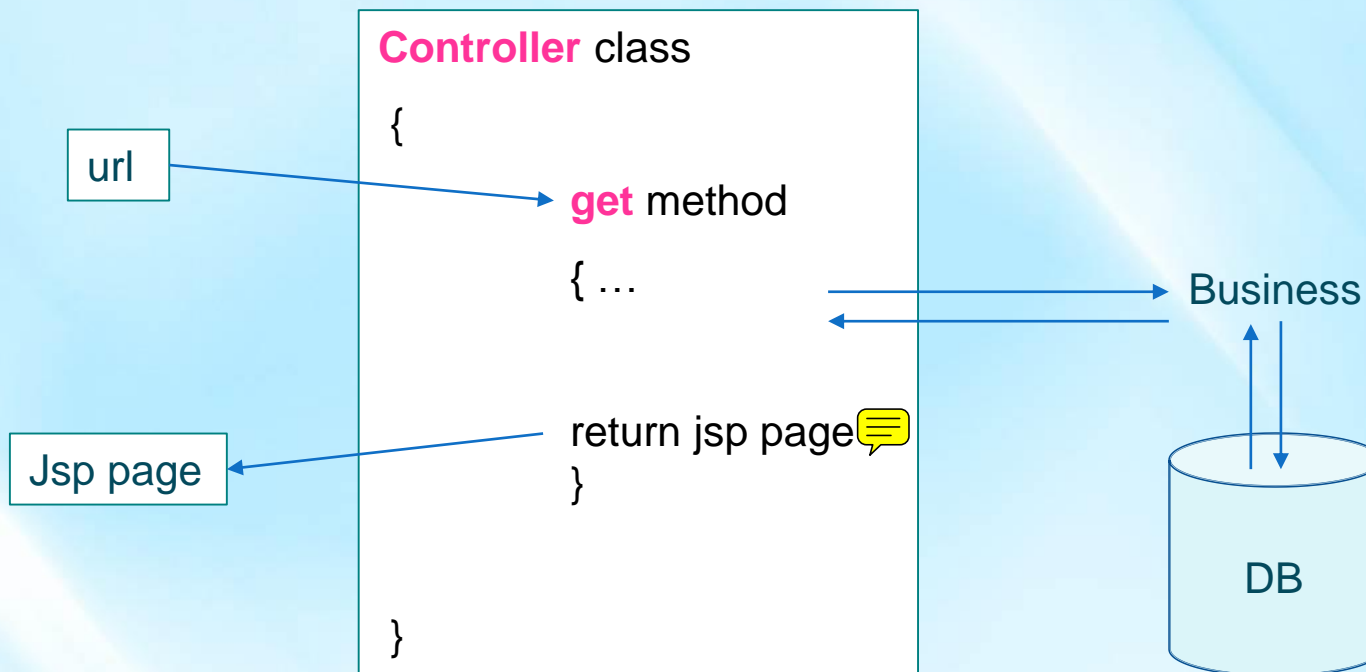 Controller class
{
url
get method
{ …
Business
return jsp page
Jsp page
}
DB
}